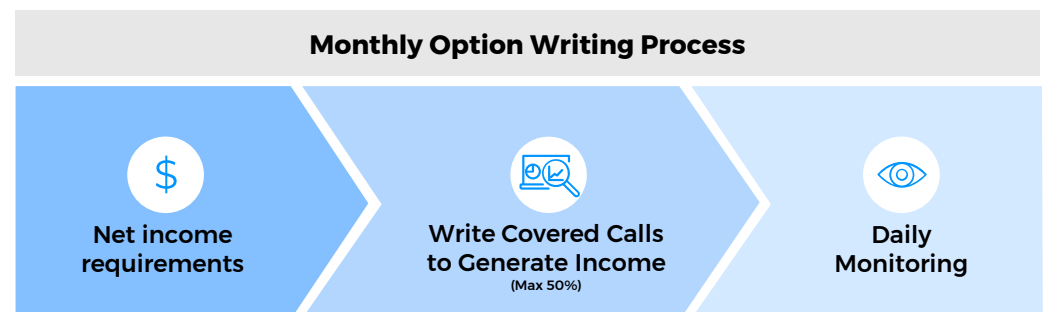 Monthly Option Writing Process
$
Net income
requirements
Write Covered Calls
to Generate Income
(Max 50%)
Daily
Monitoring